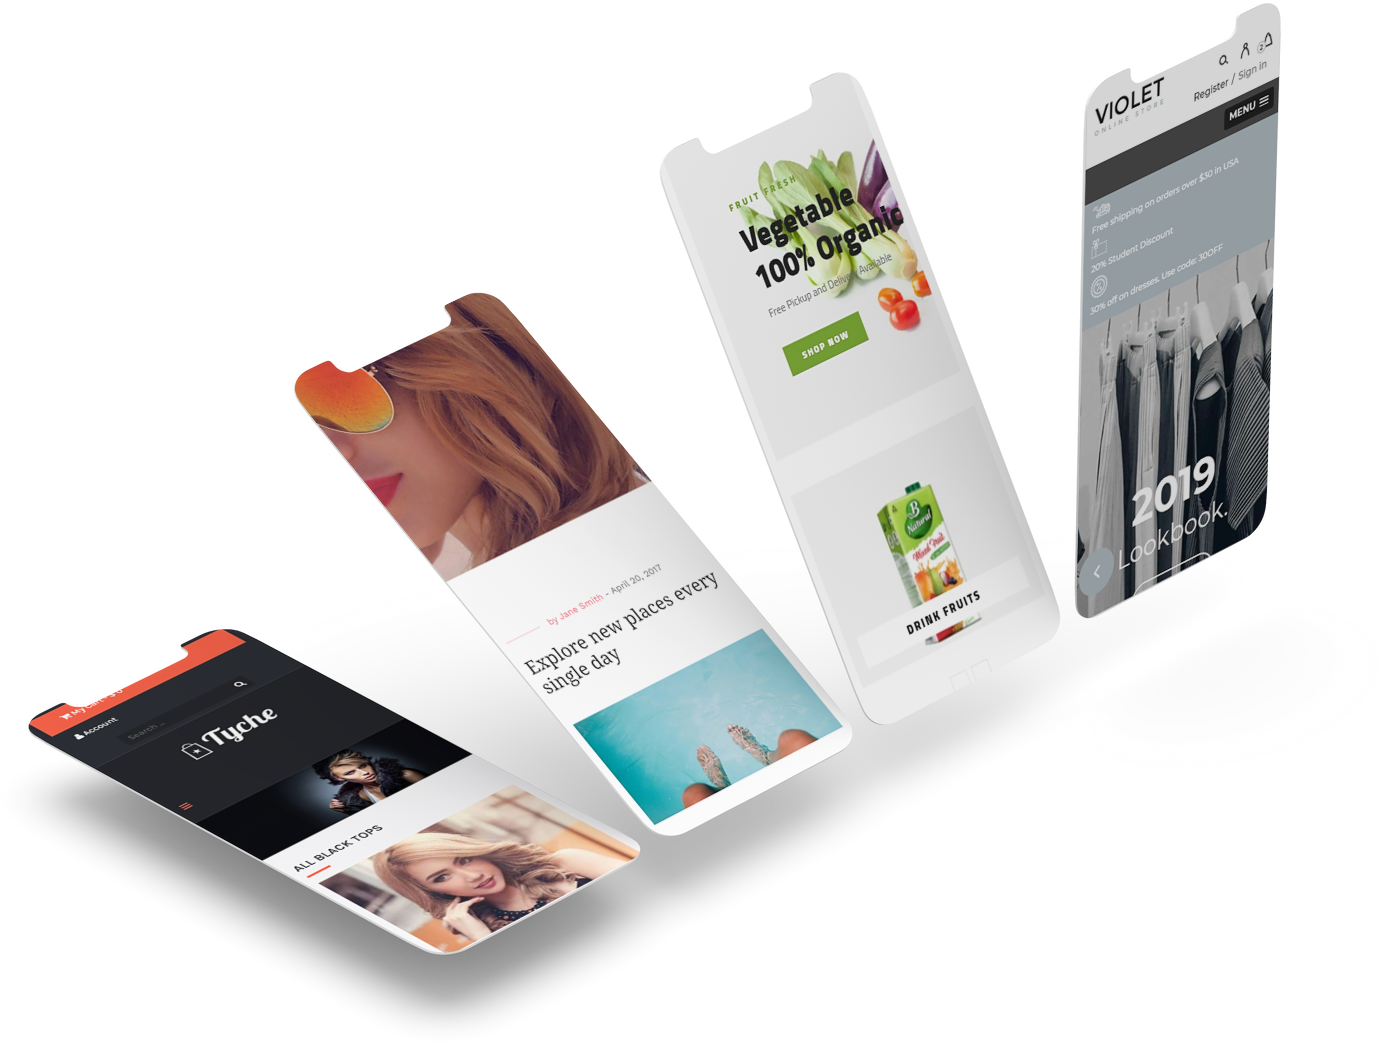 My Cart
Account
Search ...
Tyche
ALL BLACK TOPS
by Jane Smith - April 20, 2017
Explore new places every
single day
FRUIT FRESH
Vegetable
100% Organic
Free Pickup and Delivery Available
SHOP NOW
B
Natural
Mixed Fruit
DRINK FRUITS
VIOLET
ONLINE STORE
2
Register / Sign in
MENU
Free shipping on orders over $30 in USA
20% Student Discount
30% off on dresses. Use code: 30OFF
2019
Lookbook.